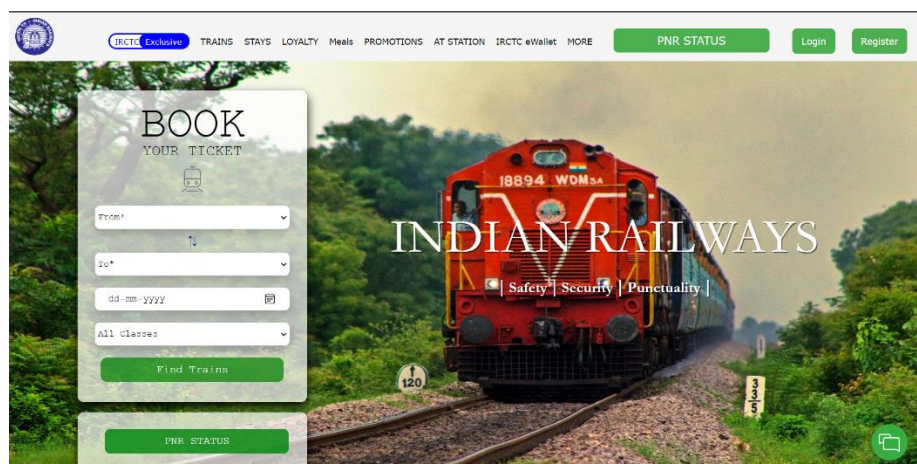 IRCTC Exclusive TRAINS STAYS LOYALTY Meals PROMOTIONS AT STATION IRCTC eWallet MORE PNR STATUS Login Register
BOOK
YOUR TICKET
From*
To*
dd-mm-yyyy
All Classes
Find Trains
PNR STATUS
18894 WDM3A
INDIAN RAILWAYS
| Safety | Security | Punctuality |
120
335